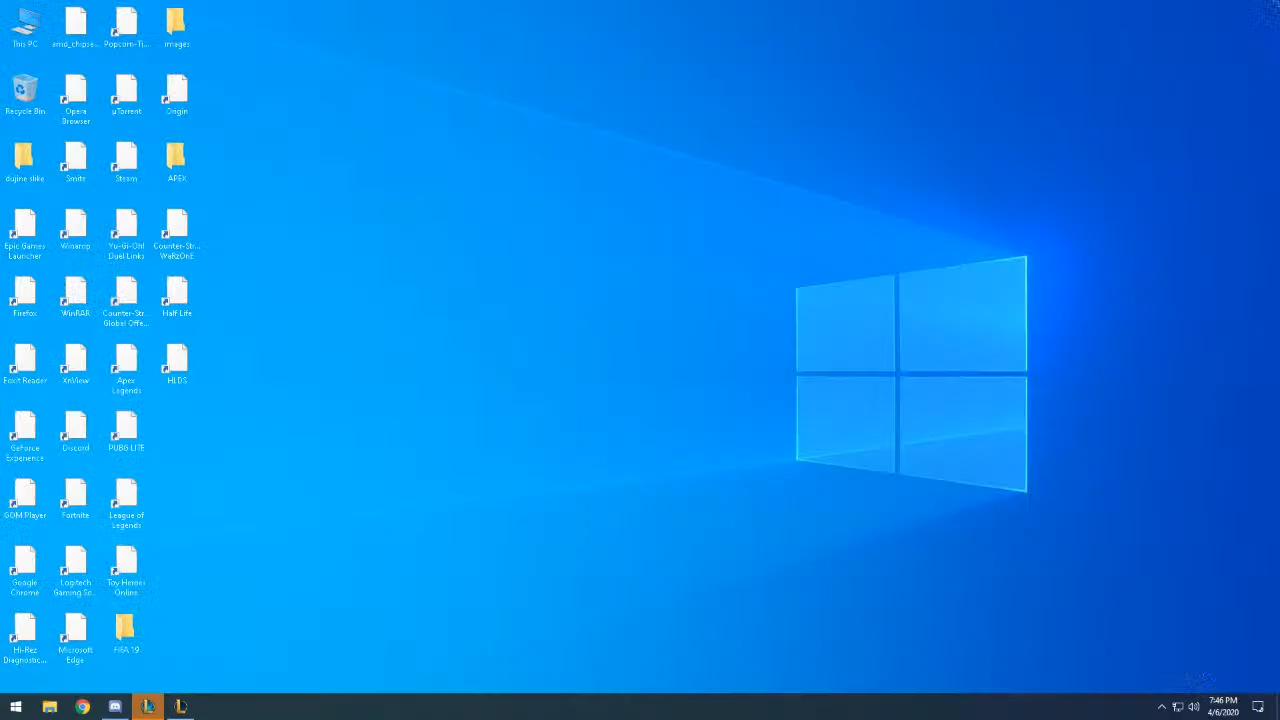 This PC
amd_chipse...
Popcorn-Ti...
images
Recycle Bin
Opera
Browser
µTorrent
Origin
dujine slike
Smite
Steam
APEX
Epic Games
Launcher
Winamp
Yu-Gi-Oh!
Duel Links
Counter-Str...
WaRzOnE
Firefox
WinRAR
Counter-Str...
Global Offe...
Half Life
Foxit Reader
XnView
Apex
Legends
HLDS
GeForce
Experience
Discord
PUBG LITE
GOM Player
Fortnite
League of
Legends
Google
Chrome
Logitech
Gaming So...
Toy Heroes
Online
Hi-Rez
Diagnostic...
Microsoft
Edge
FIFA 19
7:46 PM
4/6/2020